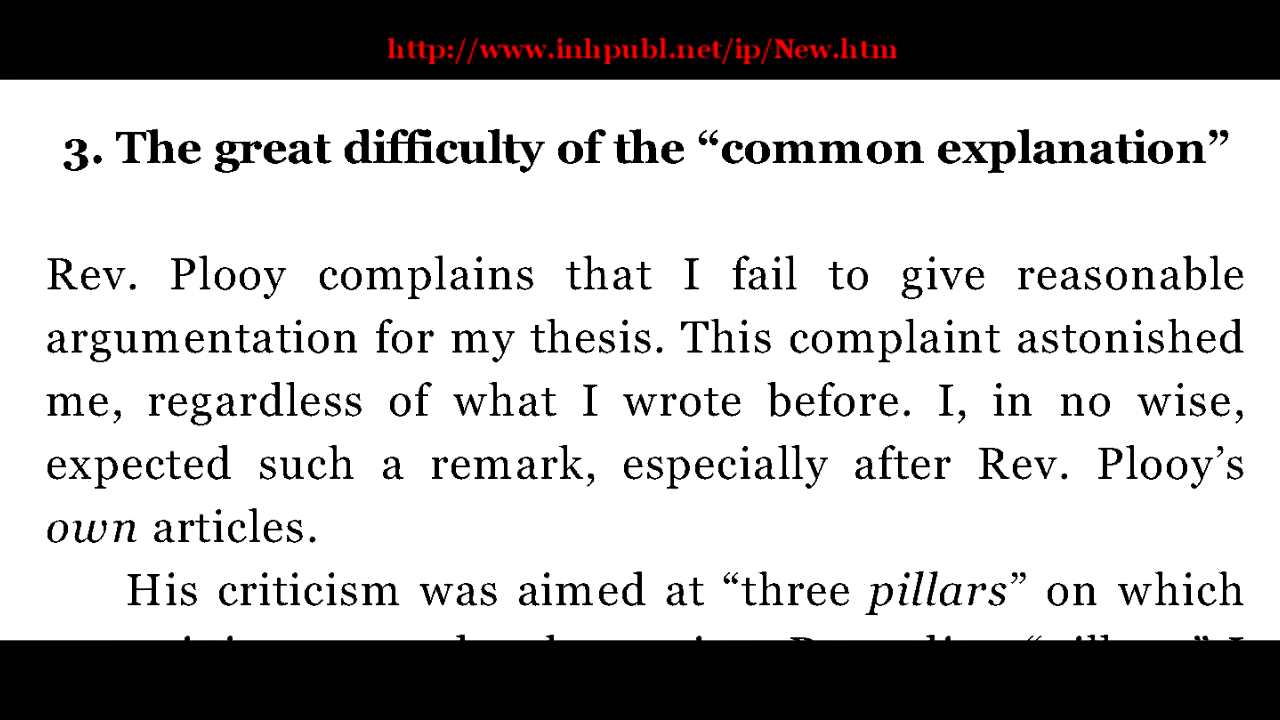 http://www.inhpubl.net/ip/New.htm
3. The great difficulty of the “common explanation”
Rev. Plooy complains that I fail to give reasonable
argumentation for my thesis. This complaint astonished
me, regardless of what I wrote before. I, in no wise,
expected such a remark, especially after Rev. Plooy’s
own articles.
His criticism was aimed at “three pillars” on which